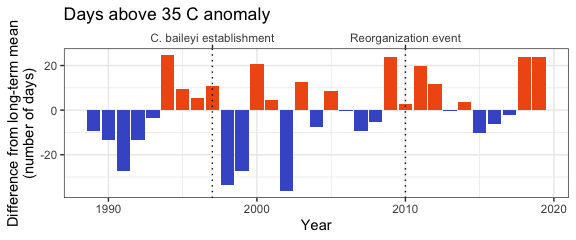 Days above 35 C anomaly
C. baileyi establishment
Reorganization event
Difference from long-term mean
(number of days)
20
0
-20
1990
2000
2010
2020
Year